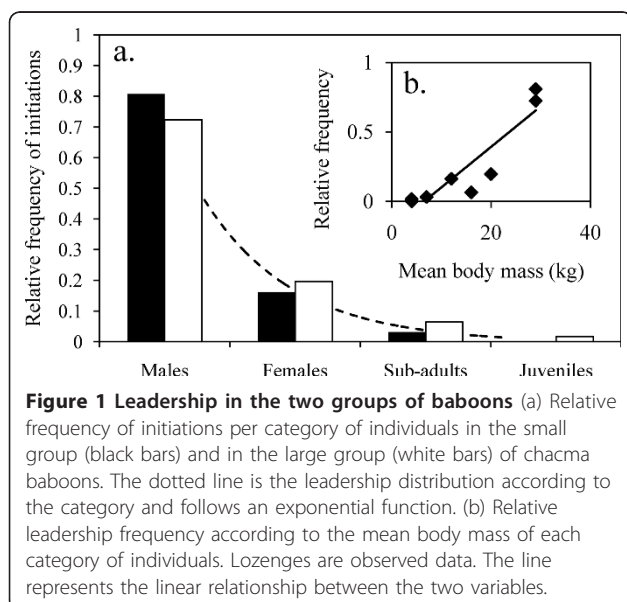 Relative frequency of initiations
1
0.9
0.8
0.7
0.6
0.5
0.4
0.3
0.2
0.1
0
a.
Males
Females
Sub-adults
Juveniles
b.
Relative frequency
1
0.5
0
0
20
40
Mean body mass (kg)
Figure 1 Leadership in the two groups of baboons (a) Relative
frequency of initiations per category of individuals in the small
group (black bars) and in the large group (white bars) of chacma
baboons. The dotted line is the leadership distribution according to
the category and follows an exponential function. (b) Relative
leadership frequency according to the mean body mass of each
category of individuals. Lozenges are observed data. The line
represents the linear relationship between the two variables.